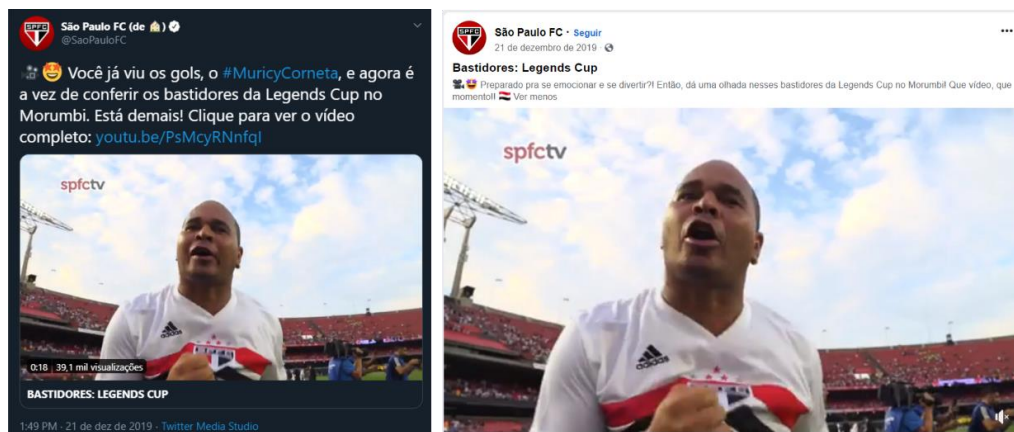 São Paulo FC (de 🏠)
@SaoPauloFC
🎥 🤩 Você já viu os gols, o #MuricyCorneta, e agora é
a vez de conferir os bastidores da Legends Cup no
Morumbi. Está demais! Clique para ver o vídeo
completo: youtu.be/PsMcyRNnfqI
spfctv
0:18 39,1 mil visualizações
BASTIDORES: LEGENDS CUP
1:49 PM · 21 de dez de 2019 · Twitter Media Studio
São Paulo FC · Seguir
21 de dezembro de 2019 ·
Bastidores: Legends Cup
🎥 🤩 Preparado pra se emocionar e se divertir?! Então, dá uma olhada nesses bastidores da Legends Cup no Morumbi! Que vídeo, que
momento!! 🇾🇪 Ver menos
spfctv